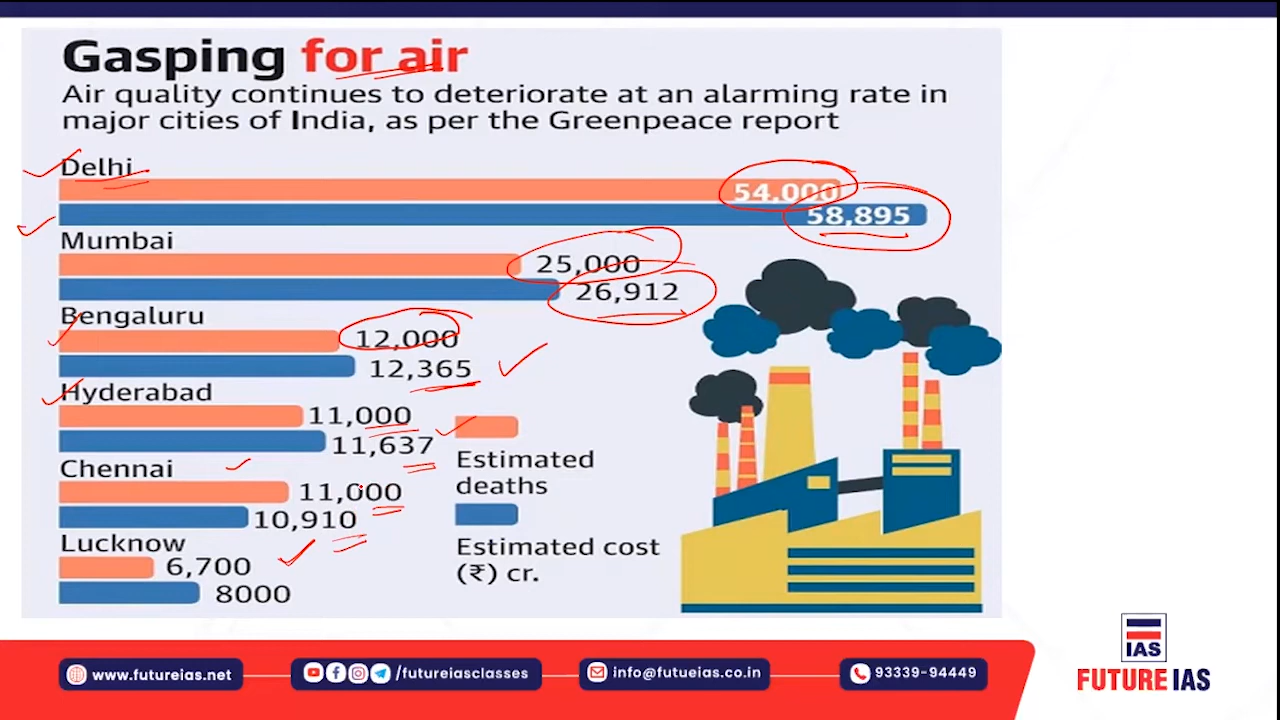 Gasping for air
Air quality continues to deteriorate at an alarming rate in
major cities of India, as per the Greenpeace report
Delhi
54,000
58,895
Mumbai
25,000
26,912
Bengaluru
12,000
12,365
Hyderabad
11,000
11,637
Chennai
11,000
10,910
Lucknow
6,700
8000
Estimated
deaths
Estimated cost
(₹) cr.
IAS
FUTURE IAS
www.futureias.net
/futureiasclasses
info@futueias.co.in
93339-94449